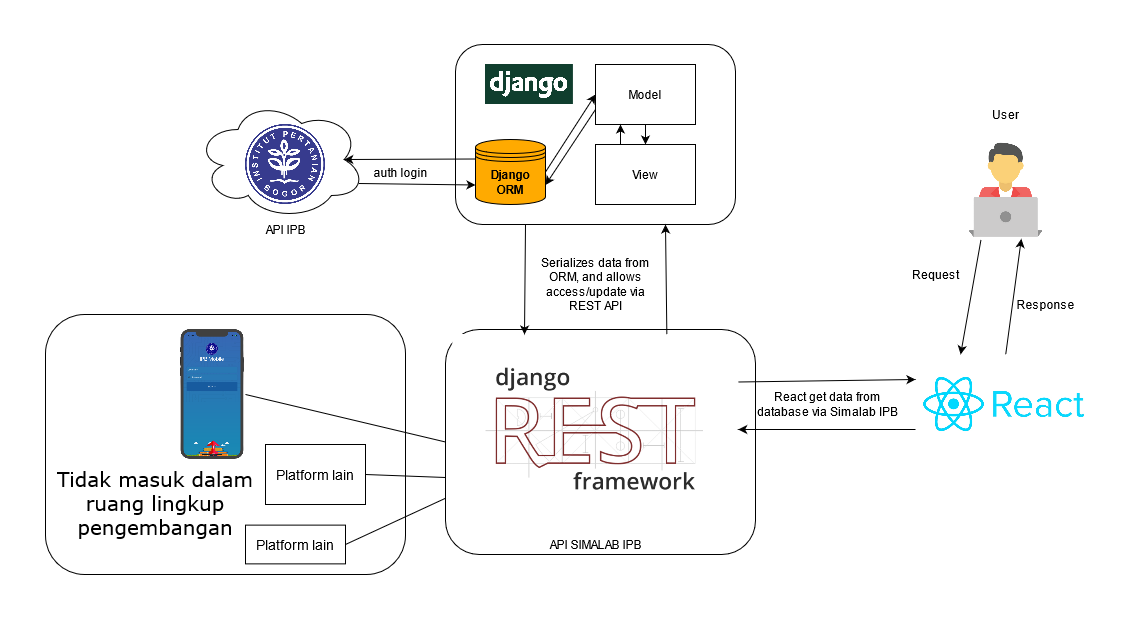 django
Model
Django
ORM
View
INSTITUT PERTANIAN
BOGOR
auth login
API IPB
User
Serializes data from
ORM, and allows
access/update via
REST API
Request
Response
IPB Mobile
Tidak masuk dalam
ruang lingkup
pengembangan
Platform lain
Platform lain
django
REST
framework
API SIMALAB IPB
React get data from
database via Simalab IPB
React